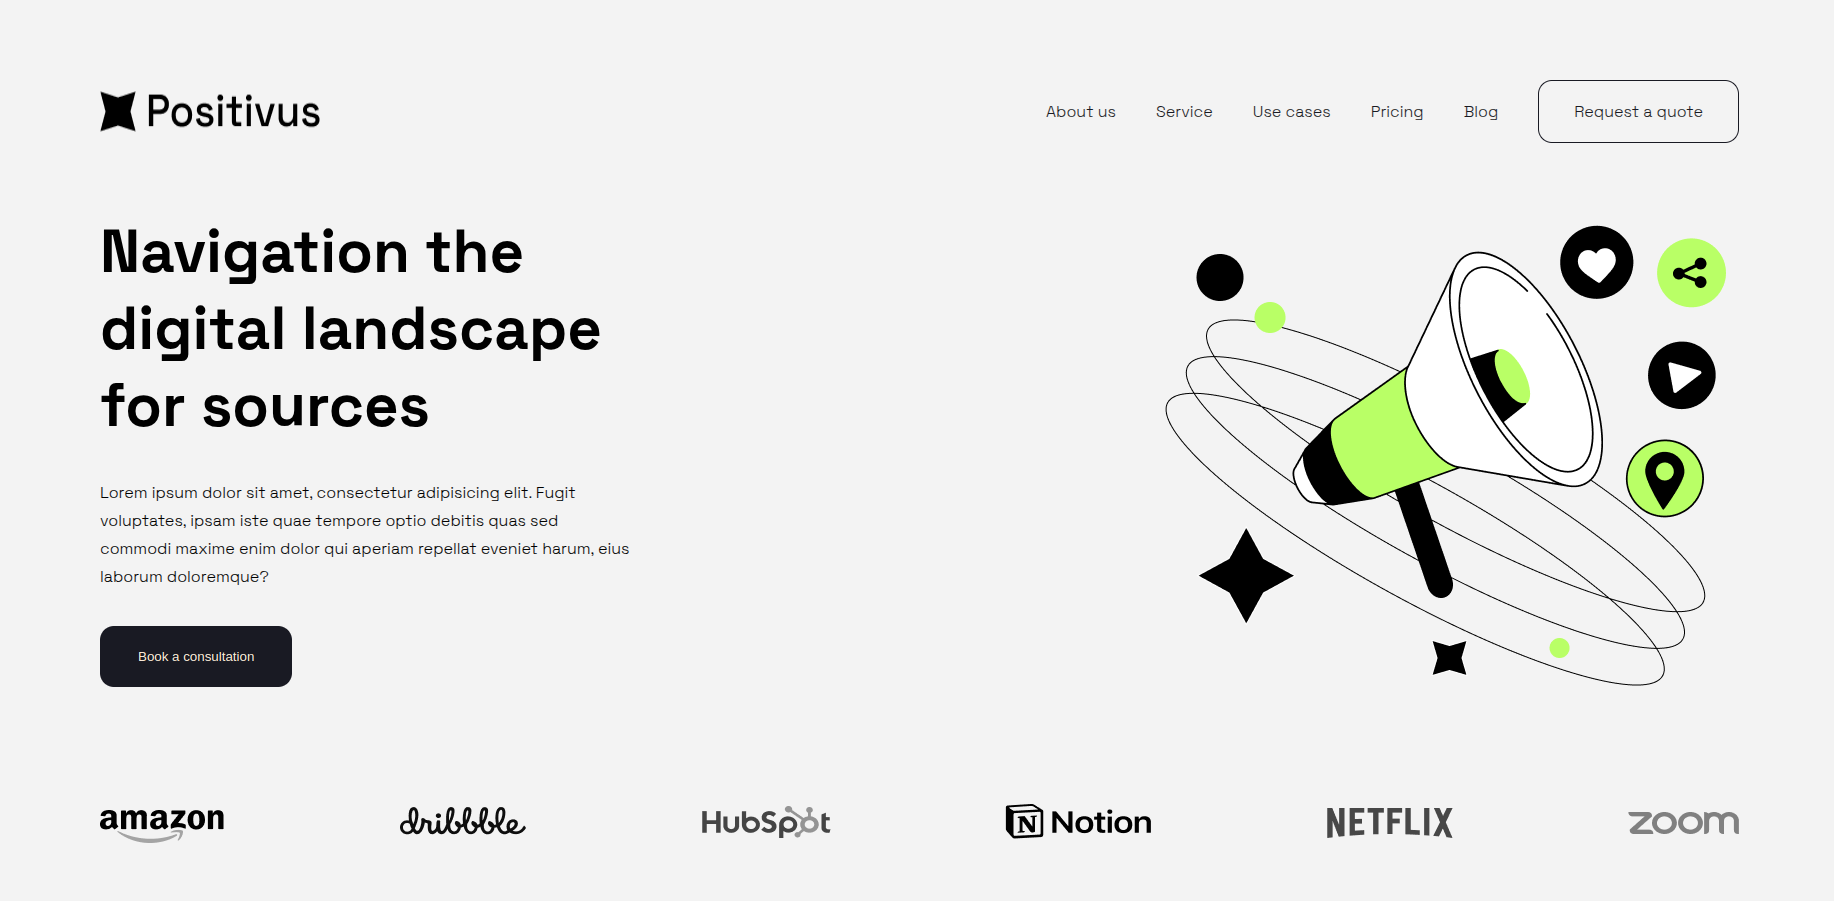 Positivus
About us Service Use cases Pricing Blog Request a quote
Navigation the
digital landscape
for sources
Lorem ipsum dolor sit amet, consectetur adipisicing elit. Fugit
voluptates, ipsam iste quae tempore optio debitis quas sed
commodi maxime enim dolor qui aperiam repellat eveniet harum, eius
laborum doloremque?
Book a consultation
amazon dribbble HubSpot Notion NETFLIX zoom